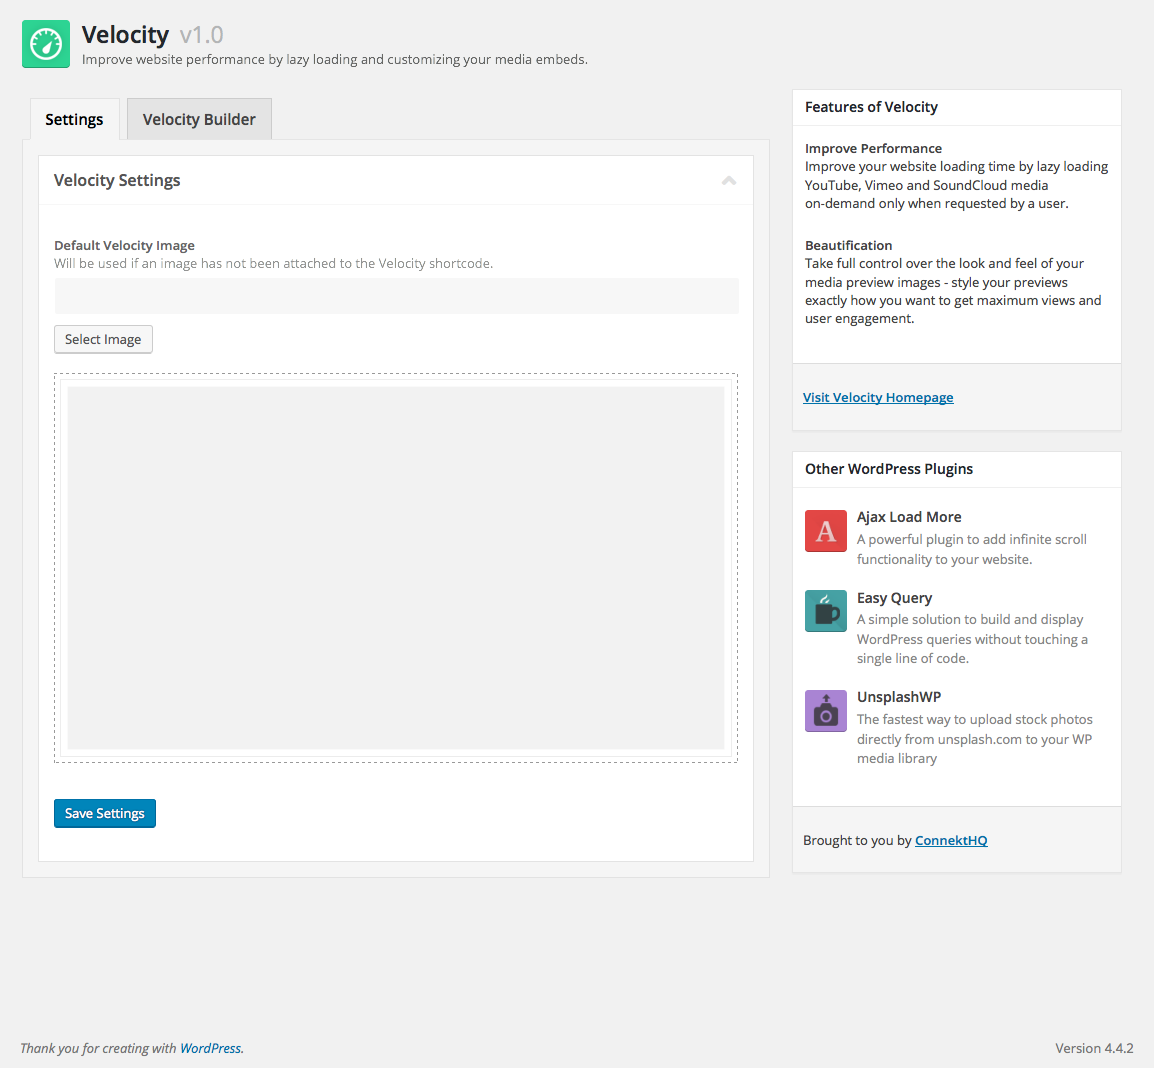 Velocity v1.0
Improve website performance by lazy loading and customizing your media embeds.
Settings
Velocity Builder
Velocity Settings
Default Velocity Image
Will be used if an image has not been attached to the Velocity shortcode.
Select Image
Save Settings
Features of Velocity
Improve Performance
Improve your website loading time by lazy loading
YouTube, Vimeo and SoundCloud media
on-demand only when requested by a user.
Beautification
Take full control over the look and feel of your
media preview images - style your previews
exactly how you want to get maximum views and
user engagement.
Visit Velocity Homepage
Other WordPress Plugins
A
Ajax Load More
A powerful plugin to add infinite scroll
functionality to your website.
Easy Query
A simple solution to build and display
WordPress queries without touching a
single line of code.
UnsplashWP
The fastest way to upload stock photos
directly from unsplash.com to your WP
media library
Brought to you by ConnektHQ
Thank you for creating with WordPress.
Version 4.4.2